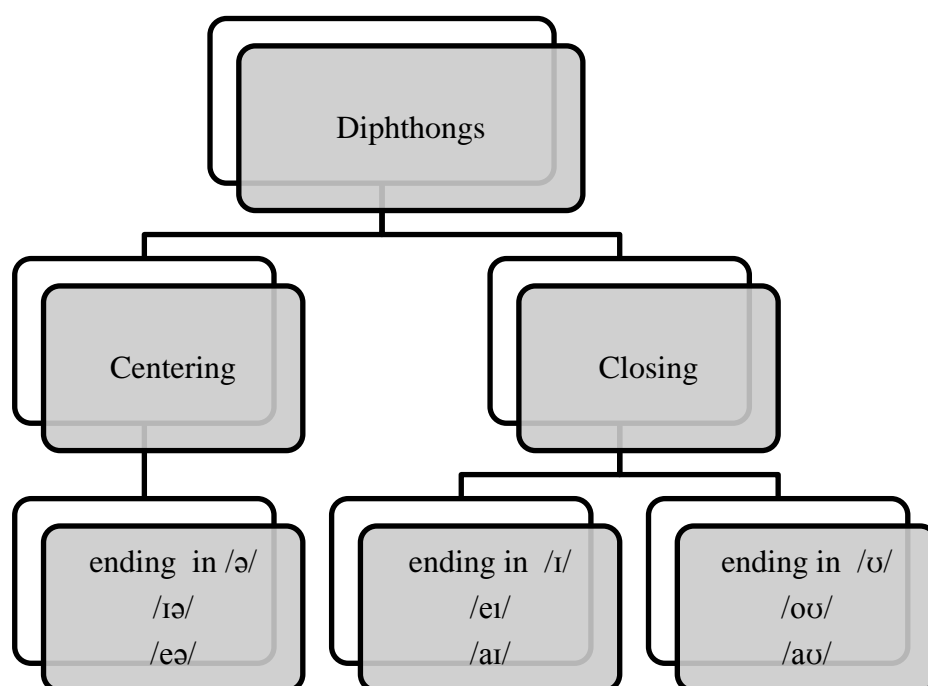 Diphthongs
Centering
Closing
ending in /ə/
/ɪə/
/eə/
ending in /ɪ/
/eɪ/
/aɪ/
ending in /ʊ/
/oʊ/
/aʊ/